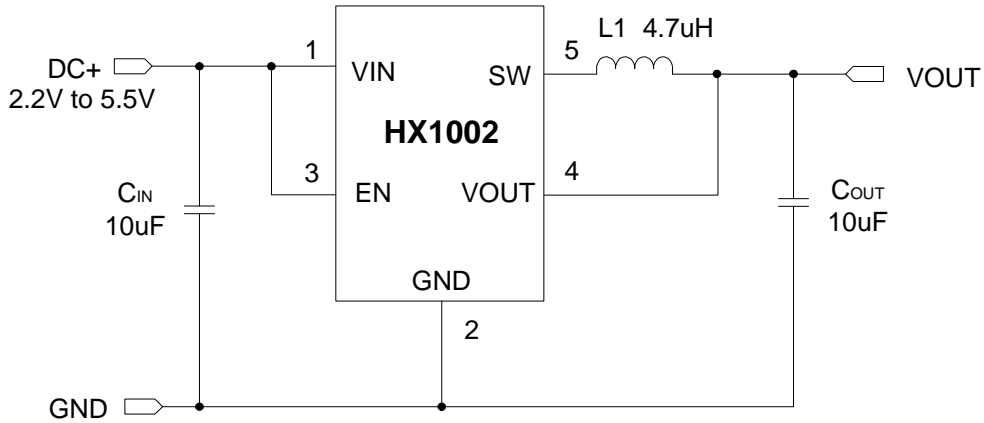 L1 4.7uH
1
5
DC+
VIN
SW
VOUT
2.2V to 5.5V
HX1002
3
4
CIN
EN
VOUT
COUT
10uF
10uF
GND
2
GND